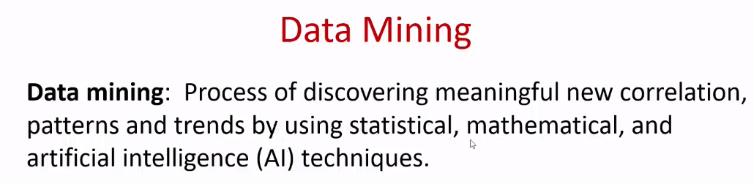 Data Mining
Data mining:  Process of discovering meaningful new correlation,
patterns and trends by using statistical, mathematical, and
artificial intelligence (AI) techniques.